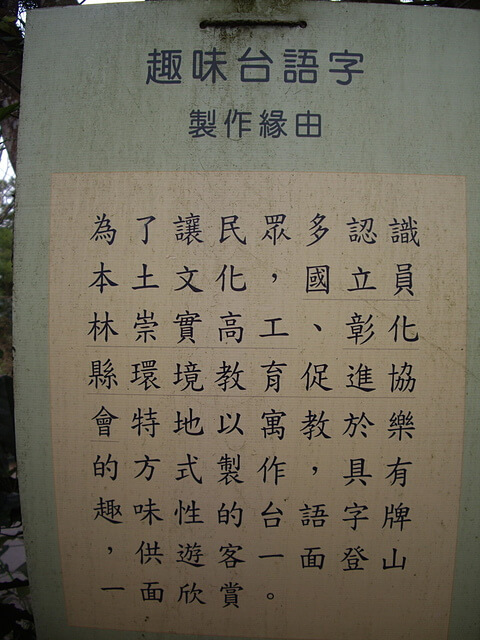 趣味台語字
製作緣由
為了讓民眾多認識
本土文化，國立員
林崇實高工、彰化
縣環境教育促進協
會特地以寓教於樂
的方式製作，具有
趣味性的台語字牌
，供遊客一面登山
一面欣賞。